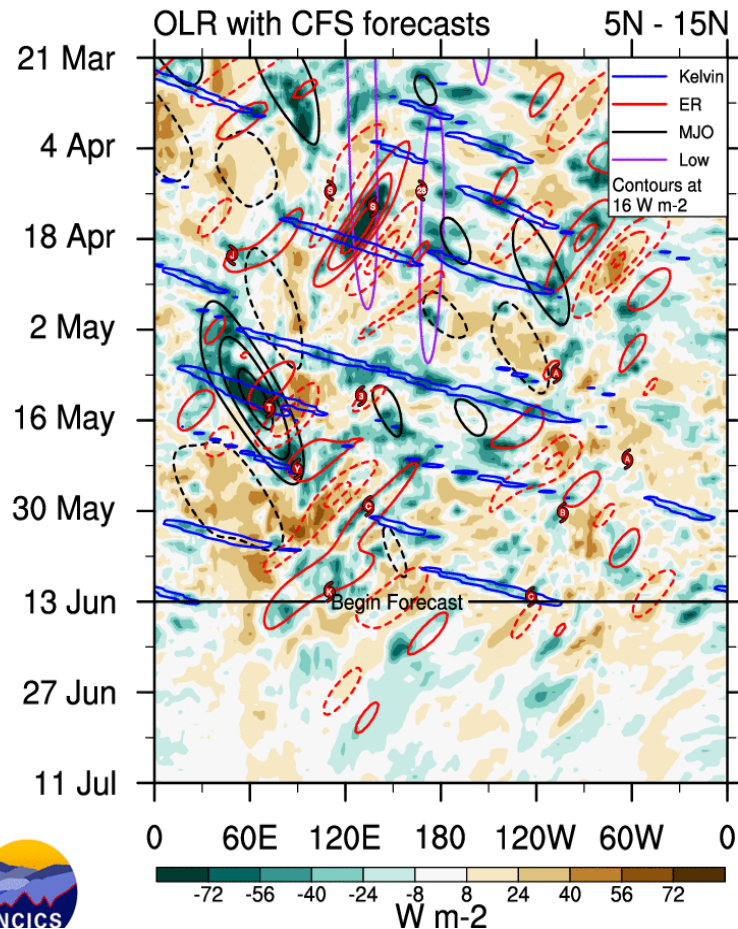 OLR with CFS forecasts 5N - 15N
21 Mar
Kelvin
ER
MJO
Low
Contours at
16 W m-2
4 Apr
S
28
S
18 Apr
J
2 May
A
3
T
16 May
A
Y
30 May
C
B
K
C
13 Jun
Begin Forecast
27 Jun
11 Jul
0 60E 120E 180 120W 60W 0
-72 -56 -40 -24 -8 8 24 40 56 72
W m-2
NCICS